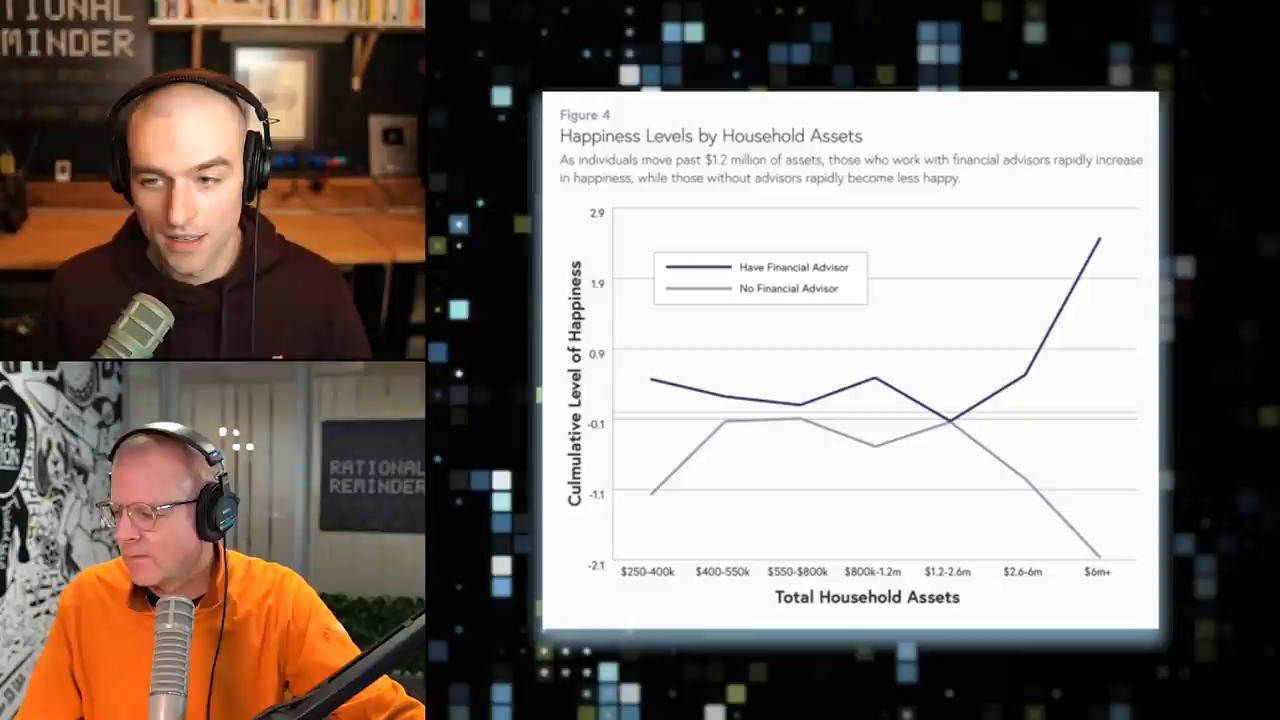 TIONAL
MINDER
RATIONAL
REMINDER
Figure 4
Happiness Levels by Household Assets
As individuals move past $1.2 million of assets, those who work with financial advisors rapidly increase
in happiness, while those without advisors rapidly become less happy.
Culmulative Level of Happiness
2.9
1.9
0.9
-0.1
-1.1
-2.1
Have Financial Advisor
No Financial Advisor
$250-400k $400-550k $550-$800k $800k-1.2m $1.2-2.6m $2.6-6m $6m+
Total Household Assets